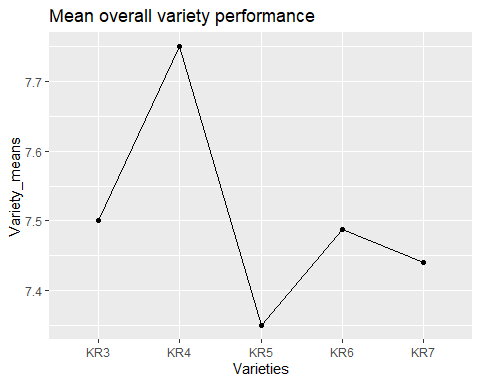 Mean overall variety performance
Variety_means
7.7
7.6
7.5
7.4
KR3 KR4 KR5 KR6 KR7
Varieties